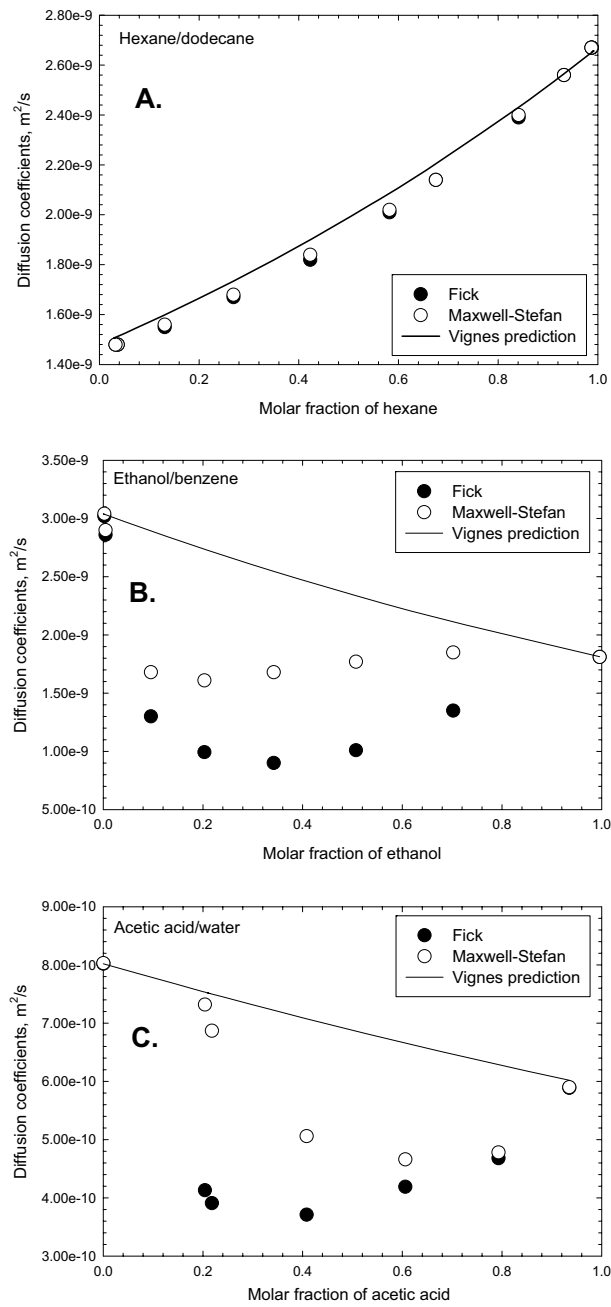 2.80e-9
Hexane/dodecane
2.60e-9
A.
2.40e-9
2.20e-9
Diffusion coefficients, m²/s
2.00e-9
1.80e-9
Fick
Maxwell-Stefan
1.60e-9
Vignes prediction
1.40e-9
0.0 0.2 0.4 0.6 0.8 1.0
Molar fraction of hexane
3.50e-9
Ethanol/benzene
Fick
Maxwell-Stefan
3.00e-9
Vignes prediction
2.50e-9
B.
Diffusion coefficients, m²/s
2.00e-9
1.50e-9
1.00e-9
5.00e-10
0.0 0.2 0.4 0.6 0.8 1.0
Molar fraction of ethanol
9.00e-10
Acetic acid/water
Fick
Maxwell-Stefan
8.00e-10
Vignes prediction
7.00e-10
C.
Diffusion coefficients, m²/s
6.00e-10
5.00e-10
4.00e-10
3.00e-10
0.0 0.2 0.4 0.6 0.8 1.0
Molar fraction of acetic acid